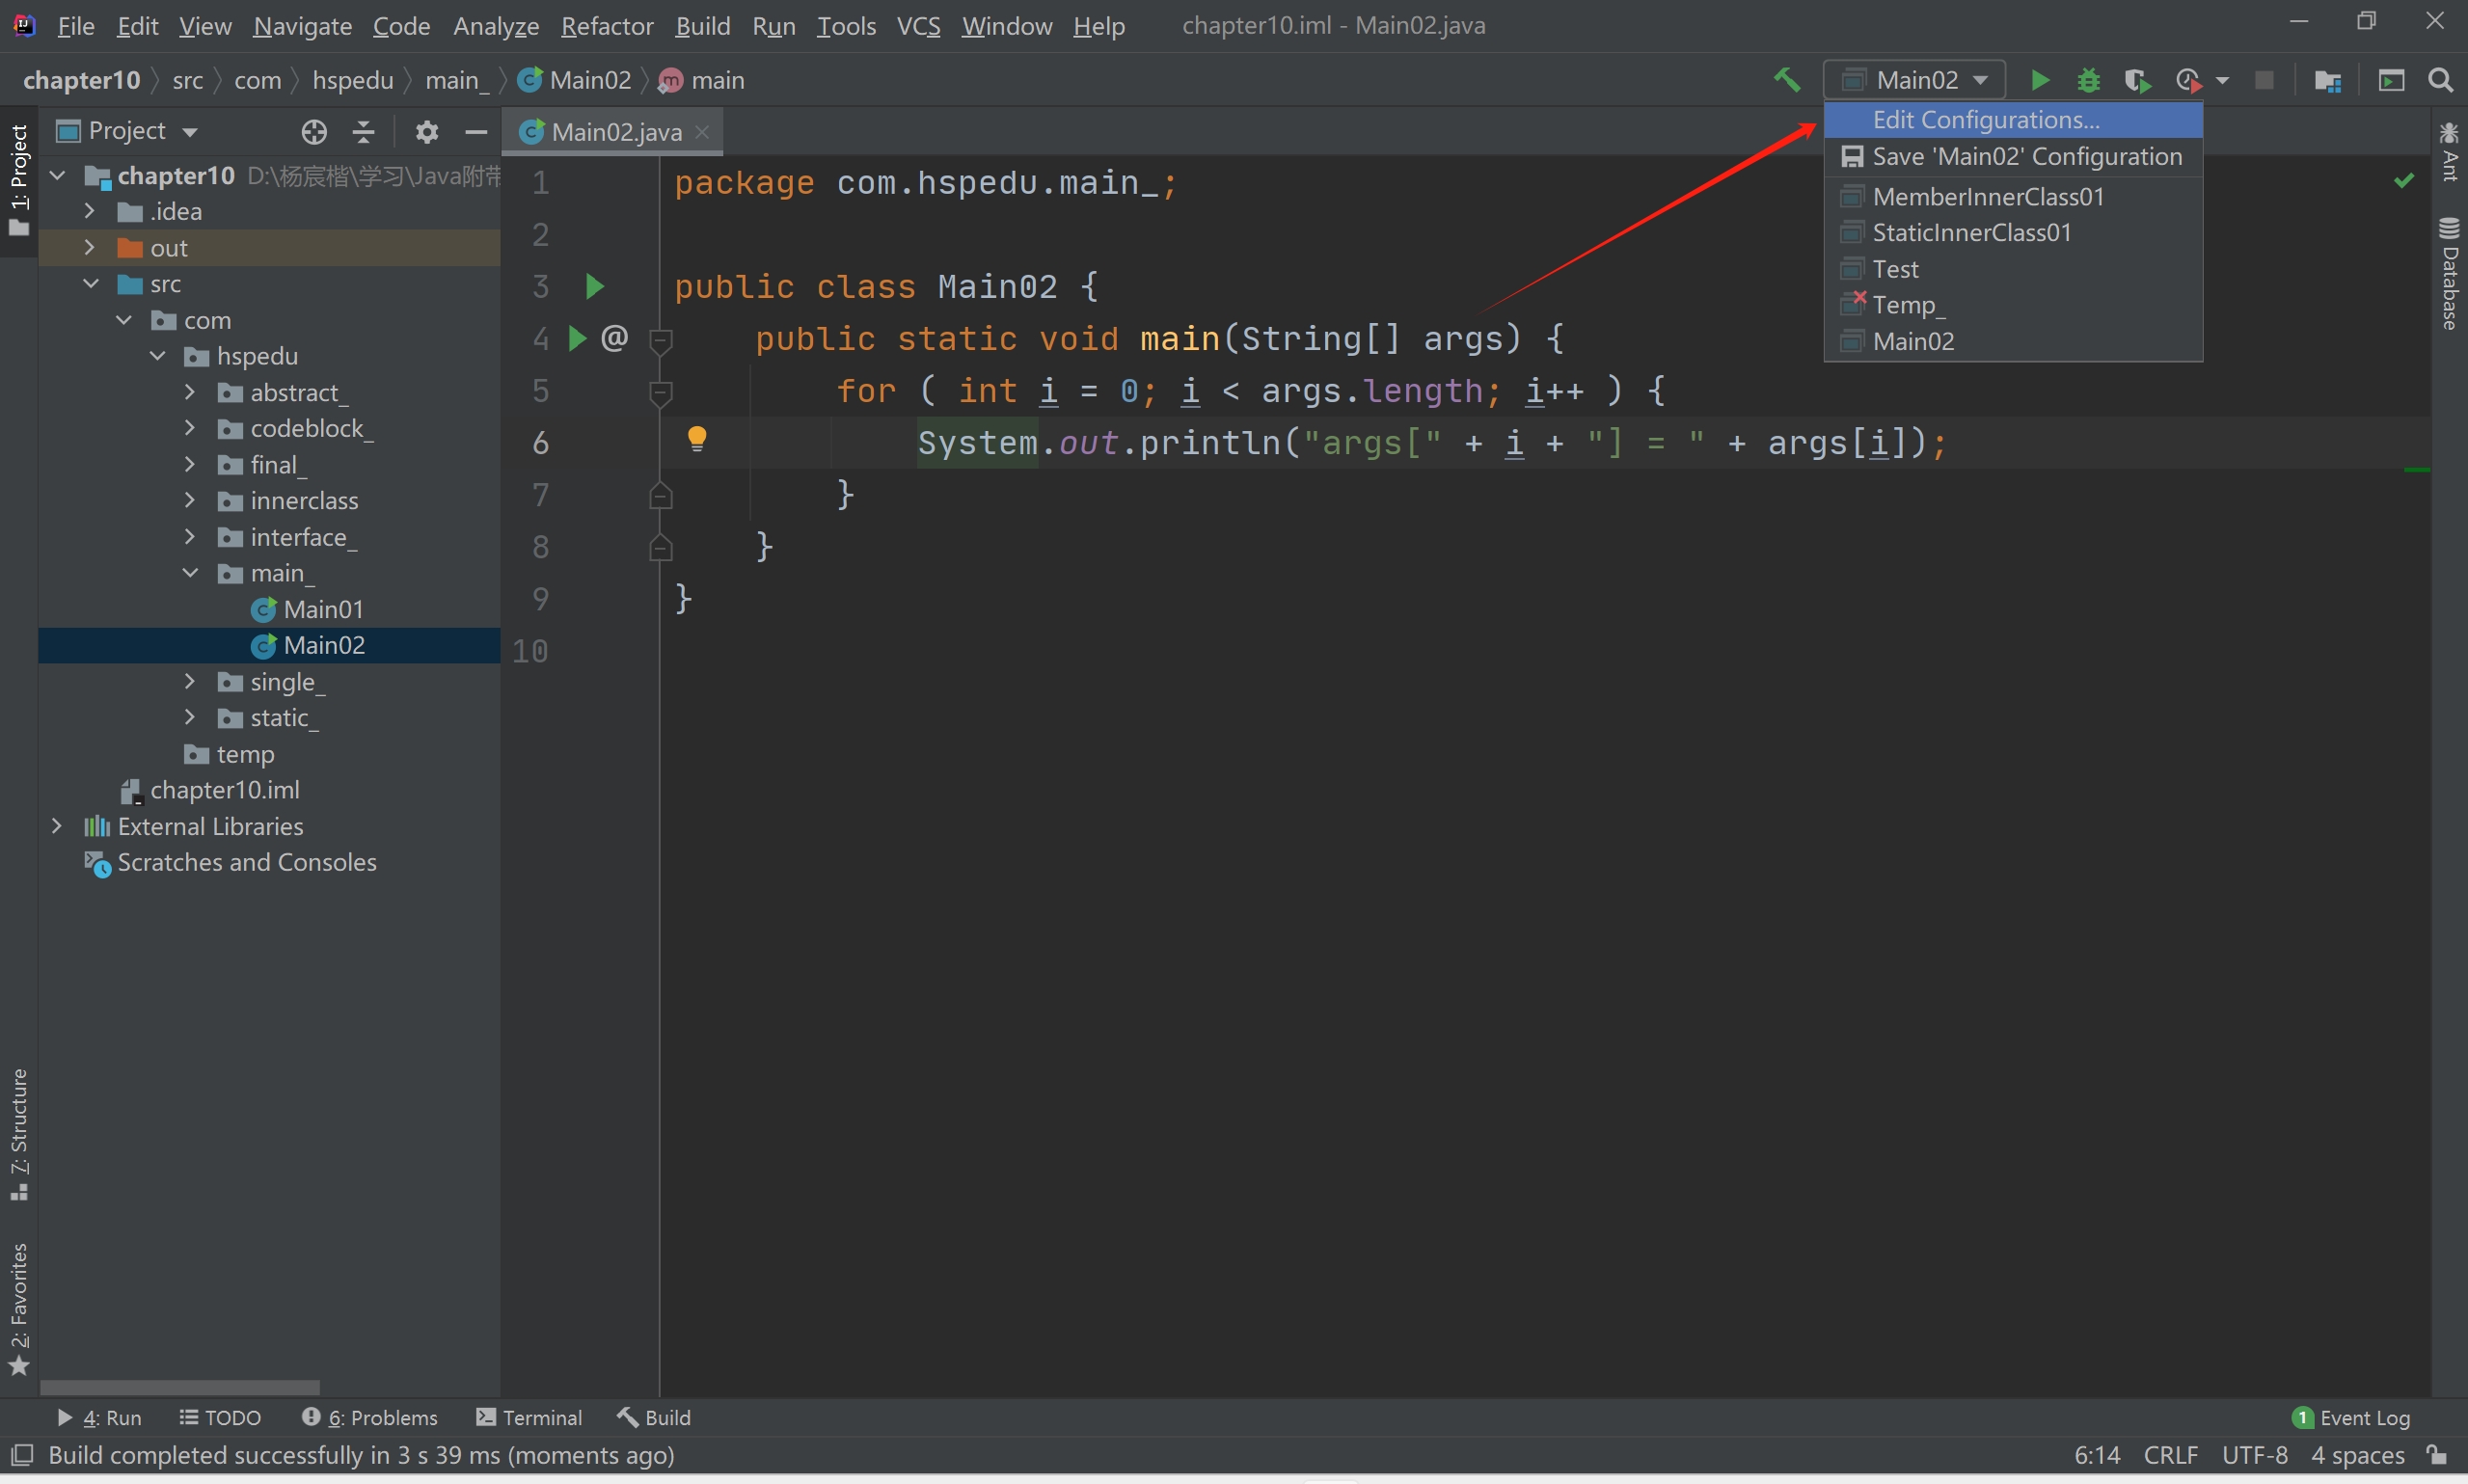 File Edit View Navigate Code Analyze Refactor Build Run Tools VCS Window Help chapter10.iml - Main02.java
chapter10 src com hspedu main_ Main02 main Main02
Edit Configurations...
Save 'Main02' Configuration
MemberInnerClass01
StaticInnerClass01
Test
Temp_
Main02
1: Project
7: Structure
2: Favorites
Project
chapter10 D:\杨宸楷\学习\Java附带
.idea
out
src
com
hspedu
abstract_
codeblock_
final_
innerclass
interface_
main_
Main01
Main02
single_
static_
temp
chapter10.iml
External Libraries
Scratches and Consoles
Main02.java
1 package com.hspedu.main_;
2
3 public class Main02 {
4 @ public static void main(String[] args) {
5 for ( int i = 0; i < args.length; i++ ) {
6 System.out.println("args[" + i + "] = " + args[i]);
7 }
8 }
9 }
10
Ant
Database
4: Run TODO 6: Problems Terminal Build 1 Event Log
Build completed successfully in 3 s 39 ms (moments ago) 6:14 CRLF UTF-8 4 spaces